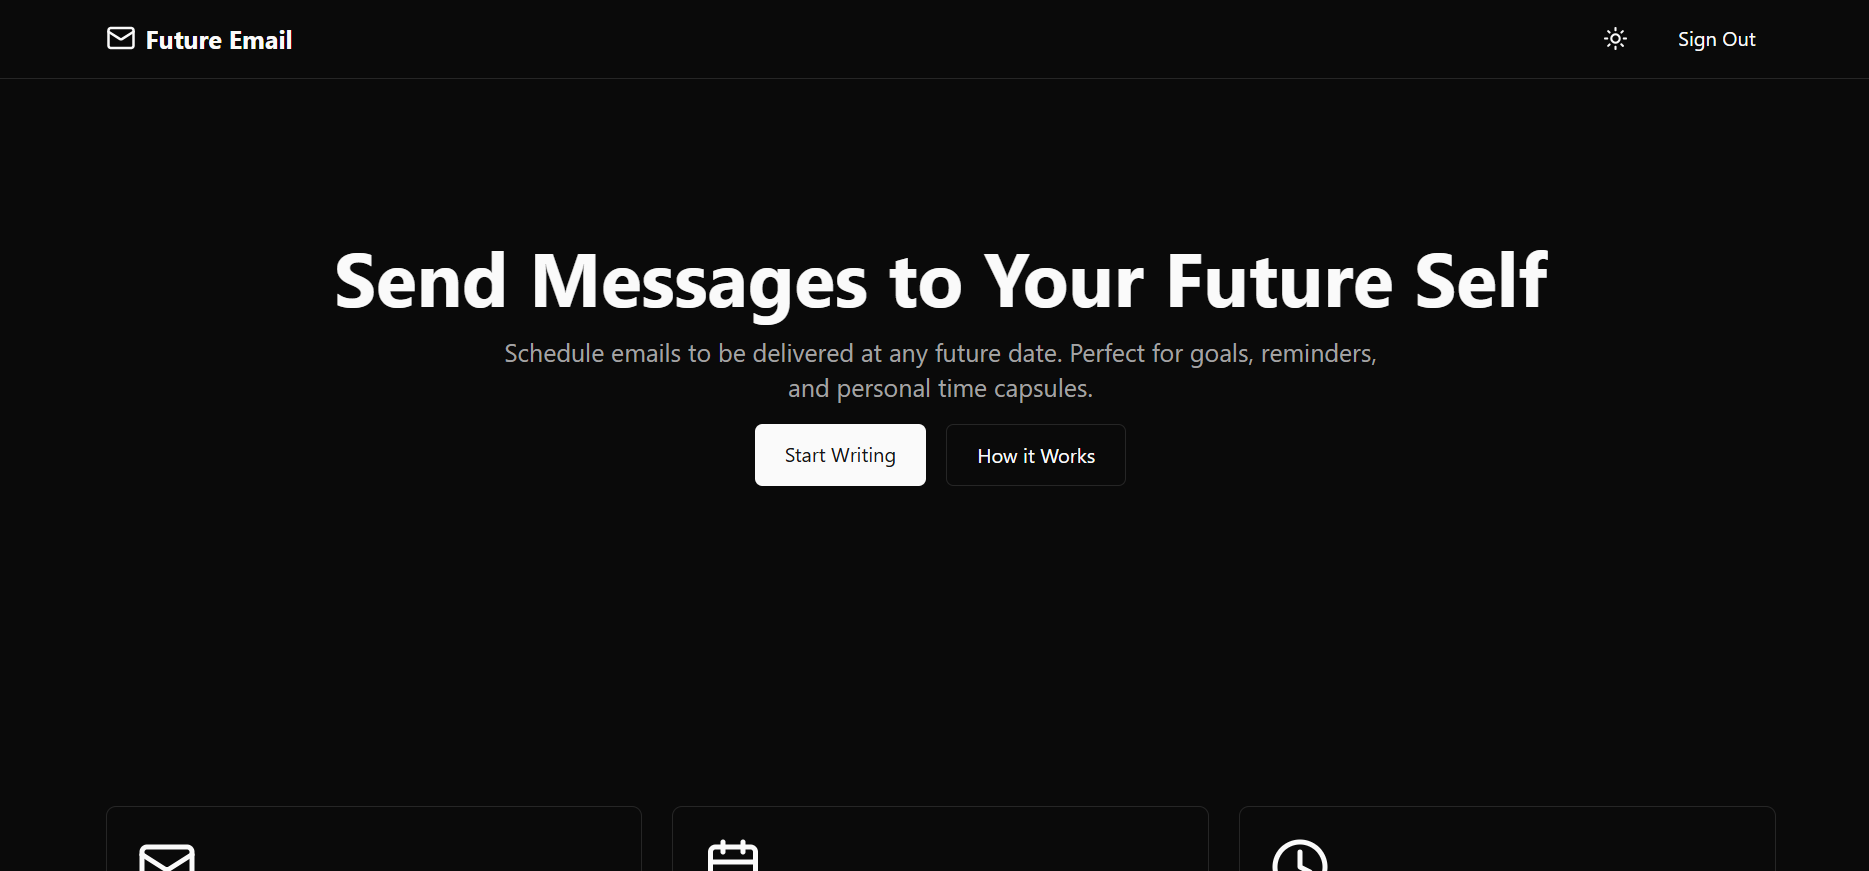 Future Email
Sign Out
Send Messages to Your Future Self
Schedule emails to be delivered at any future date. Perfect for goals, reminders,
and personal time capsules.
Start Writing
How it Works